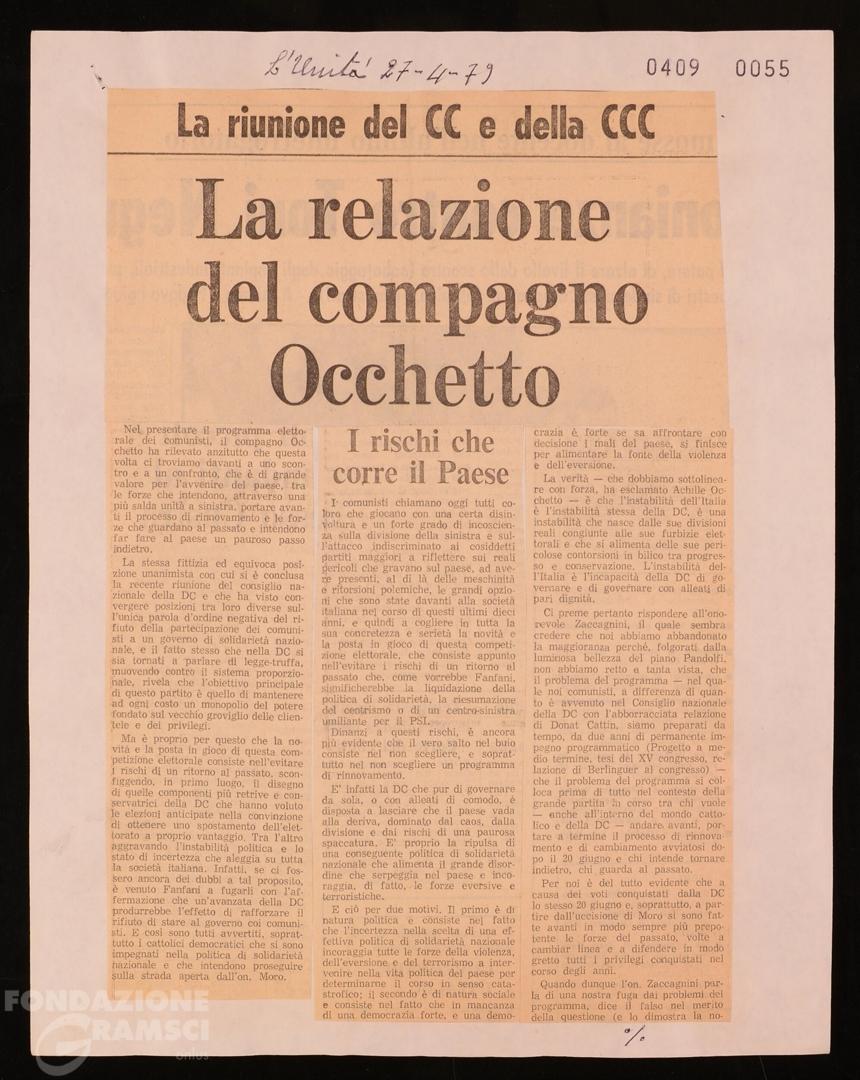 L'Unità 27-4-79
0409 0055
La riunione del CC e della CCC
La relazione
del compagno
Occhetto
Nel presentare il programma eletto-
rale dei comunisti, il compagno Oc-
chetto ha rilevato anzitutto che questa
volta ci troviamo davanti a uno scon-
tro e a un confronto, che è di grande
valore per l'avvenire del paese, tra
le forze che intendono, attraverso una
più salda unità a sinistra, portare avan-
ti il processo di rinnovamento e le for-
ze che guardano al passato e intendono
far fare al paese un pauroso passo
indietro.
La stessa fittizia ed equivoca posi-
zione unanimista con cui si è conclusa
la recente riunione del consiglio na-
zionale della DC e che ha visto con-
vergere posizioni tra loro diverse sul-
l'unica parola d'ordine negativa del ri-
fiuto della partecipazione dei comuni-
sti a un governo di solidarietà nazio-
nale, e il fatto stesso che nella DC si
sia tornati a parlare di legge-truffa,
muovendo contro il sistema proporzio-
nale, rivela che l'obiettivo principale
di questo partito è quello di mantenere
ad ogni costo un monopolio del potere
fondato sul vecchio groviglio delle clien-
tele e dei privilegi.
Ma è proprio per questo che la no-
vità e la posta in gioco di questa com-
petizione elettorale consiste nell'evitare
i rischi di un ritorno al passato, scon-
figgendo, in primo luogo, il disegno
di quelle componenti più retrive e con-
servatrici della DC che hanno voluto
le elezioni anticipate nella convinzione
di ottenere uno spostamento dell'elet-
torato a proprio vantaggio. Tra l'altro
aggravando l'instabilità politica e lo
stato di incertezza che aleggia su tutta
la società italiana. Infatti, se ci fos-
sero ancora dei dubbi a tal proposito,
è venuto Fanfani a fugarli con l'af-
fermazione che un'avanzata della DC
produrrebbe l'effetto di rafforzare il
rifiuto di stare al governo coi comuni-
sti. E così sono tutti avvertiti, soprat-
tutto i cattolici democratici che si sono
impegnati nella politica di solidarietà
nazionale e che intendono proseguire
sulla strada aperta dall'on. Moro.
I rischi che
corre il Paese
I comunisti chiamano oggi tutti co-
loro che giocano con una certa disin-
voltura e un forte grado di incoscien-
za sulla divisione della sinistra e sul-
l'attacco indiscriminato ai cosiddetti
partiti maggiori a riflettere sui reali
pericoli che gravano sul paese, ad ave-
re presenti, al di là delle meschinità
e ritorsioni polemiche, le grandi opzio-
ni che sono state davanti alla società
italiana nel corso di questi ultimi dieci
anni, e quindi a cogliere in tutta la
sua concretezza e serietà la novità e
la posta in gioco di questa competi-
zione elettorale, che consiste appunto
nell'evitare i rischi di un ritorno al
passato che, come vorrebbe Fanfani,
significherebbe la liquidazione della
politica di solidarietà, la riesumazione
del centrismo o di un centro-sinistra
umiliante per il PSI.
Dinanzi a questi rischi, è ancora
più evidente che il vero salto nel buio
consiste nel non scegliere, e soprat-
tutto nel non scegliere un programma
di rinnovamento.
E' infatti la DC che pur di governare
da sola, o con alleati di comodo, è
disposta a lasciare che il paese vada
alla deriva, dominato dal caos, dalla
divisione e dai rischi di una paurosa
spaccatura. E' proprio la ripulsa di
una conseguente politica di solidarietà
nazionale che alimenta il grande disor-
dine che serpeggia nel paese e inco-
raggia, di fatto, le forze eversive e
terroristiche.
E ciò per due motivi. Il primo è di
natura politica e consiste nel fatto
che l'incertezza nella scelta di una ef-
fettiva politica di solidarietà nazionale
incoraggia tutte le forze della violenza,
dell'eversione e del terrorismo a inter-
venire nella vita politica del paese per
determinarne il corso in senso cata-
strofico; il secondo è di natura sociale
e consiste nel fatto che in mancanza
di una democrazia forte, e una demo-
crazia è forte se sa affrontare con
decisione i mali del paese, si finisce
per alimentare la fonte della violenza
e dell'eversione.
La verità — che dobbiamo sottolinea-
re con forza, ha esclamato Achille Oc-
chetto — è che l'instabilità dell'Italia
è l'instabilità stessa della DC, è una
instabilità che nasce dalle sue divisioni
reali congiunte alle sue furbizie elet-
torali e che si alimenta delle sue peri-
colose contorsioni in bilico tra progres-
so e conservazione. L'instabilità del-
l'Italia è l'incapacità della DC di go-
vernare e di governare con alleati di
pari dignità.
Ci preme pertanto rispondere all'ono-
revole Zaccagnini, il quale sembra
credere che noi abbiamo abbandonato
la maggioranza perché, folgorati dalla
luminosa bellezza del piano Pandolfi,
non abbiamo retto a tanta vista, che
il problema del programma — nel qua-
le noi comunisti, a differenza di quan-
to è avvenuto nel Consiglio nazionale
della DC con l'abborracciata relazione
di Donat Cattin, siamo preparati da
tempo, da due anni di permanente im-
pegno programmatico (Progetto a me-
dio termine, tesi del XV congresso, re-
lazione di Berlinguer al congresso) —
che il problema del programma si col-
loca prima di tutto nel contesto della
grande partita in corso tra chi vuole
— anche all'interno del mondo catto-
lico e della DC — andare avanti, por-
tare a termine il processo di rinnova-
mento e di cambiamento avviatosi do-
po il 20 giugno e chi intende tornare
indietro, chi guarda al passato.
Per noi è del tutto evidente che a
causa dei voti conquistati dalla DC
lo stesso 20 giugno e, soprattutto, a par-
tire dall'uccisione di Moro si sono fat-
te avanti in modo sempre più prepo-
tente le forze del passato, volte a
cambiar linea e a difendere in modo
gretto tutti i privilegi conquistati nel
corso degli anni.
Quando dunque l'on. Zaccagnini par-
la di una nostra fuga dai problemi del
programma, dice il falso nel merito
della questione (e lo dimostra la no-
%
FONDAZIONE
GRAMSCI
onlus